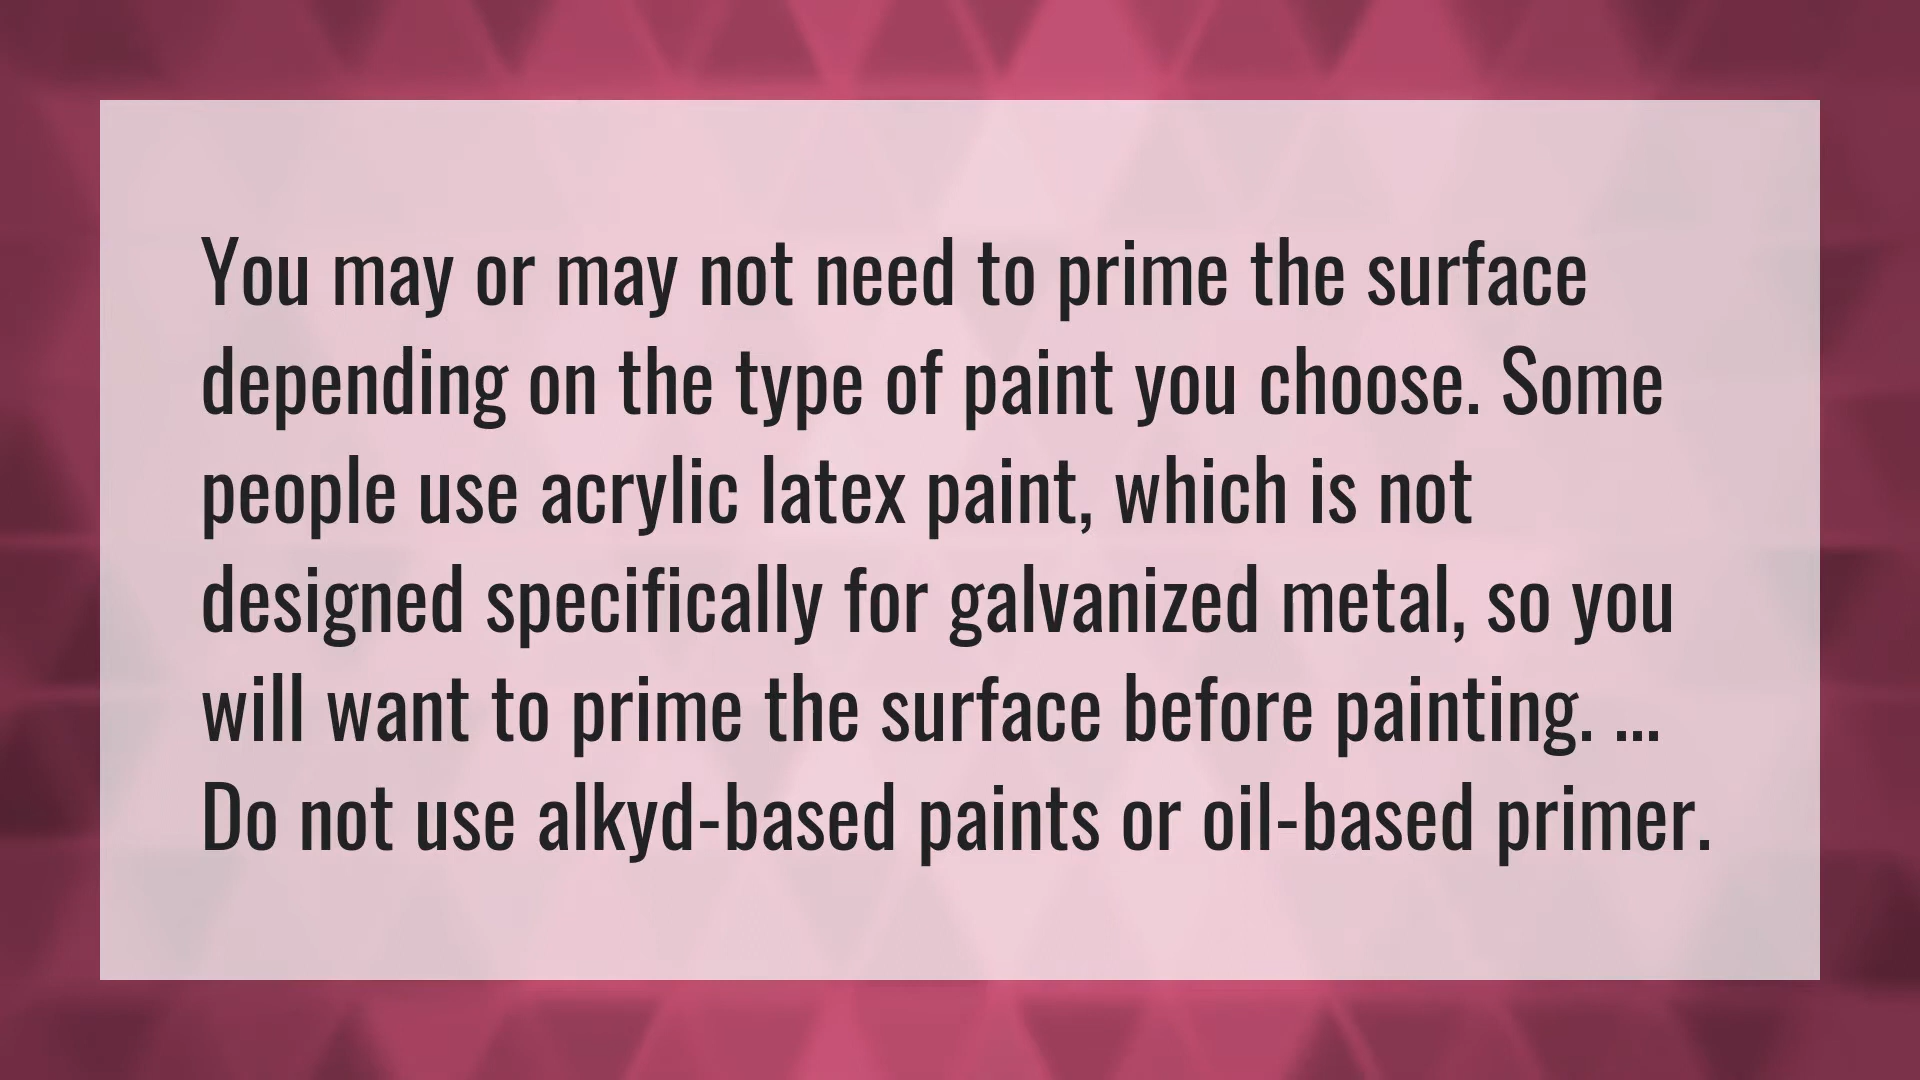 You may or may not need to prime the surface
depending on the type of paint you choose. Some
people use acrylic latex paint, which is not
designed specifically for galvanized metal, so you
will want to prime the surface before painting. ...
Do not use alkyd-based paints or oil-based primer.